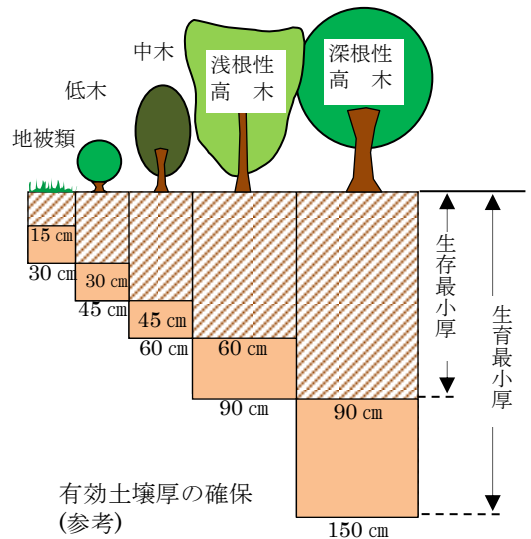 地被類
低木
中木
浅根性
高　木
深根性
高　木
15 ㎝
30 ㎝
30 ㎝
45 ㎝
45 ㎝
60 ㎝
60 ㎝
90 ㎝
90 ㎝
150 ㎝
生存最小厚
生育最小厚
有効土壌厚の確保
(参考)